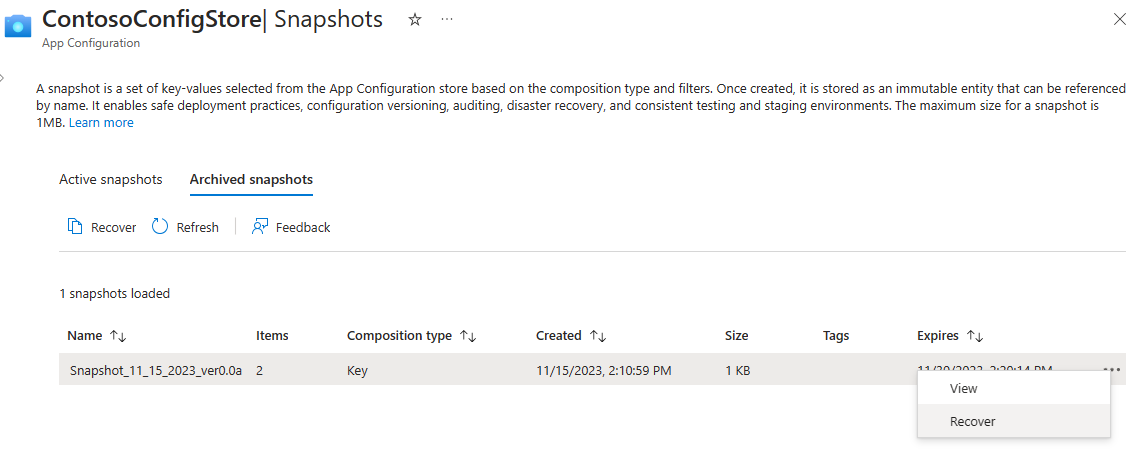 ContosoConfigStore| Snapshots
App Configuration
A snapshot is a set of key-values selected from the App Configuration store based on the composition type and filters. Once created, it is stored as an immutable entity that can be referenced
by name. It enables safe deployment practices, configuration versioning, auditing, disaster recovery, and consistent testing and staging environments. The maximum size for a snapshot is
1MB. Learn more
Active snapshots Archived snapshots
Recover Refresh Feedback
1 snapshots loaded
Name Items Composition type Created Size Tags Expires
Snapshot_11_15_2023_ver0.0a 2 Key 11/15/2023, 2:10:59 PM 1 KB
View
Recover